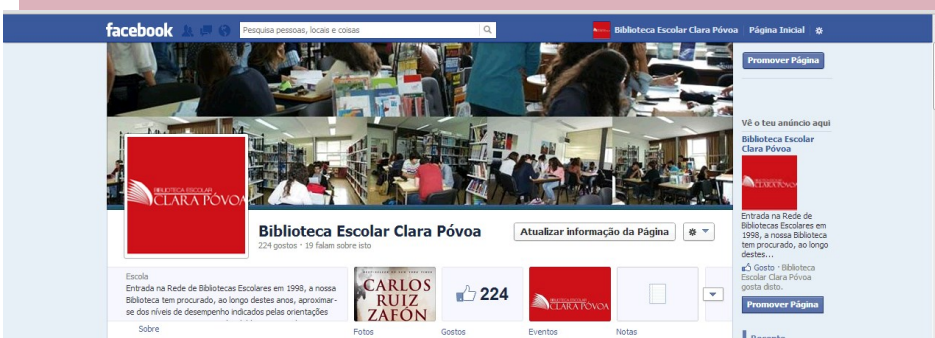 facebook
Pesquisa pessoas, locais e coisas
Biblioteca Escolar Clara Póvoa
Página Inicial
Promover Página
Vê o teu anúncio aqui
Biblioteca Escolar
Clara Póvoa
BIBLIOTECA ESCOLAR
CLARA PÓVOA
BIBLIOTECA ESCOLAR
CLARA PÓVOA
Entrada na Rede de
Bibliotecas Escolares em
1998, a nossa Biblioteca
tem procurado, ao longo
destes...
Gosto · Biblioteca
Escolar Clara Póvoa
gosta disto.
Promover Página
Biblioteca Escolar Clara Póvoa
224 gostos · 19 falam sobre isto
Atualizar informação da Página
Escola
Entrada na Rede de Bibliotecas Escolares em 1998, a nossa
Biblioteca tem procurado, ao longo destes anos, aproximar-
se dos níveis de desempenho indicados pelas orientações
Sobre
CARLOS
RUIZ
ZAFÓN
Fotos
224
Gostos
BIBLIOTECA ESCOLAR
CLARA PÓVOA
Eventos
Notas